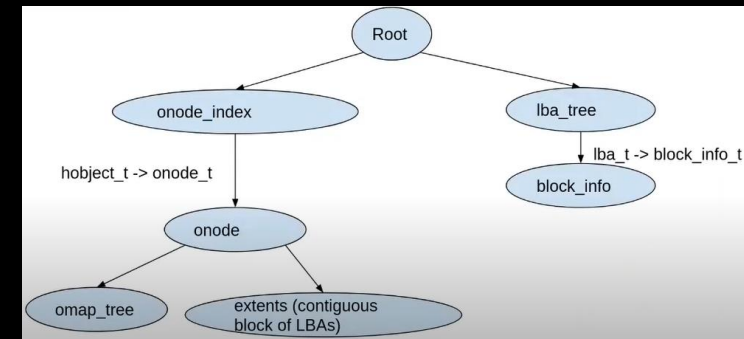 Root
onode_index
lba_tree
lba_t -> block_info_t
hobject_t -> onode_t
block_info
onode
omap_tree
extents (contiguous
block of LBAs)